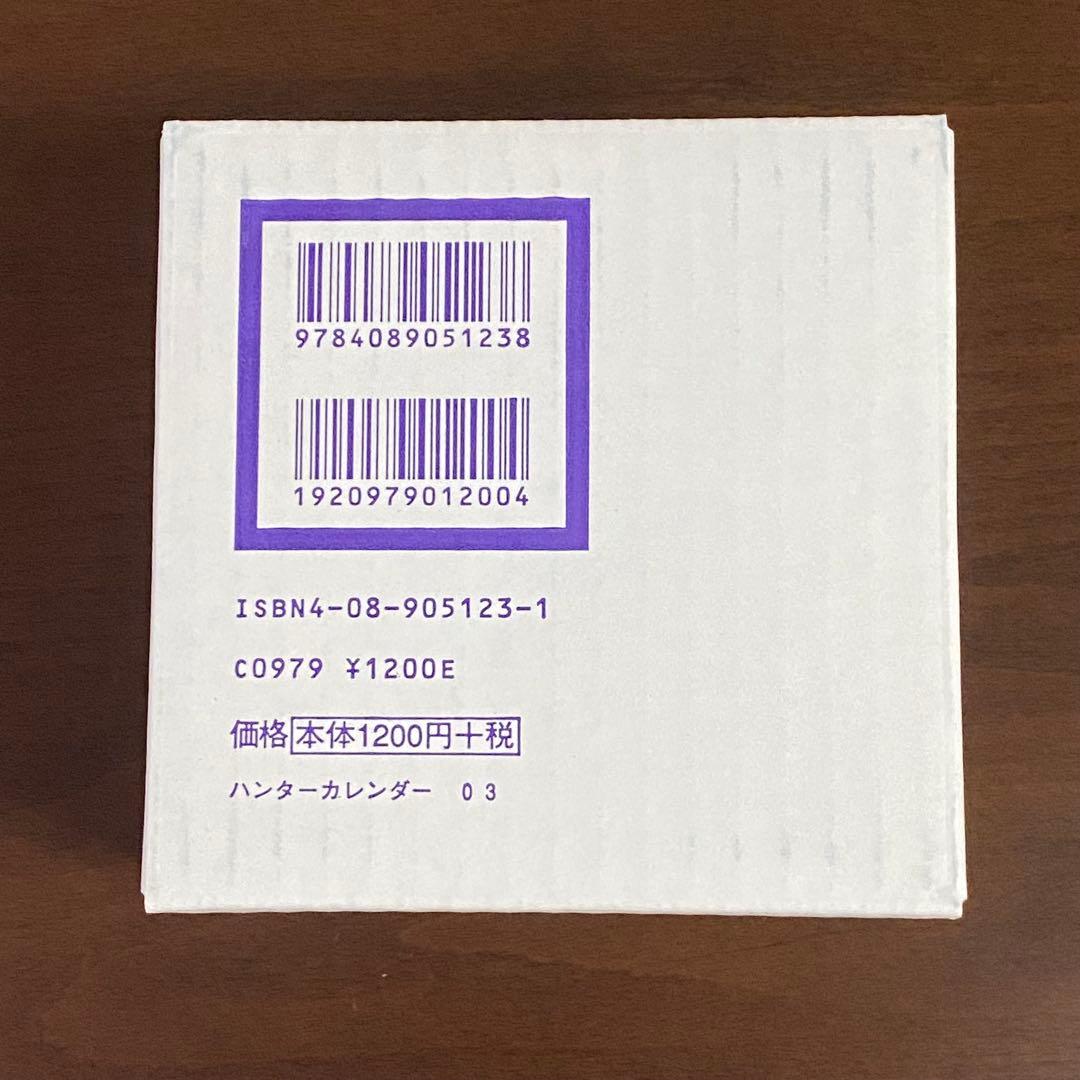 9784089051238
1920979012004
ISBN4-08-905123-1
C0979 ¥1200E
価格 本体1200円+税
ハンターカレンダー 03